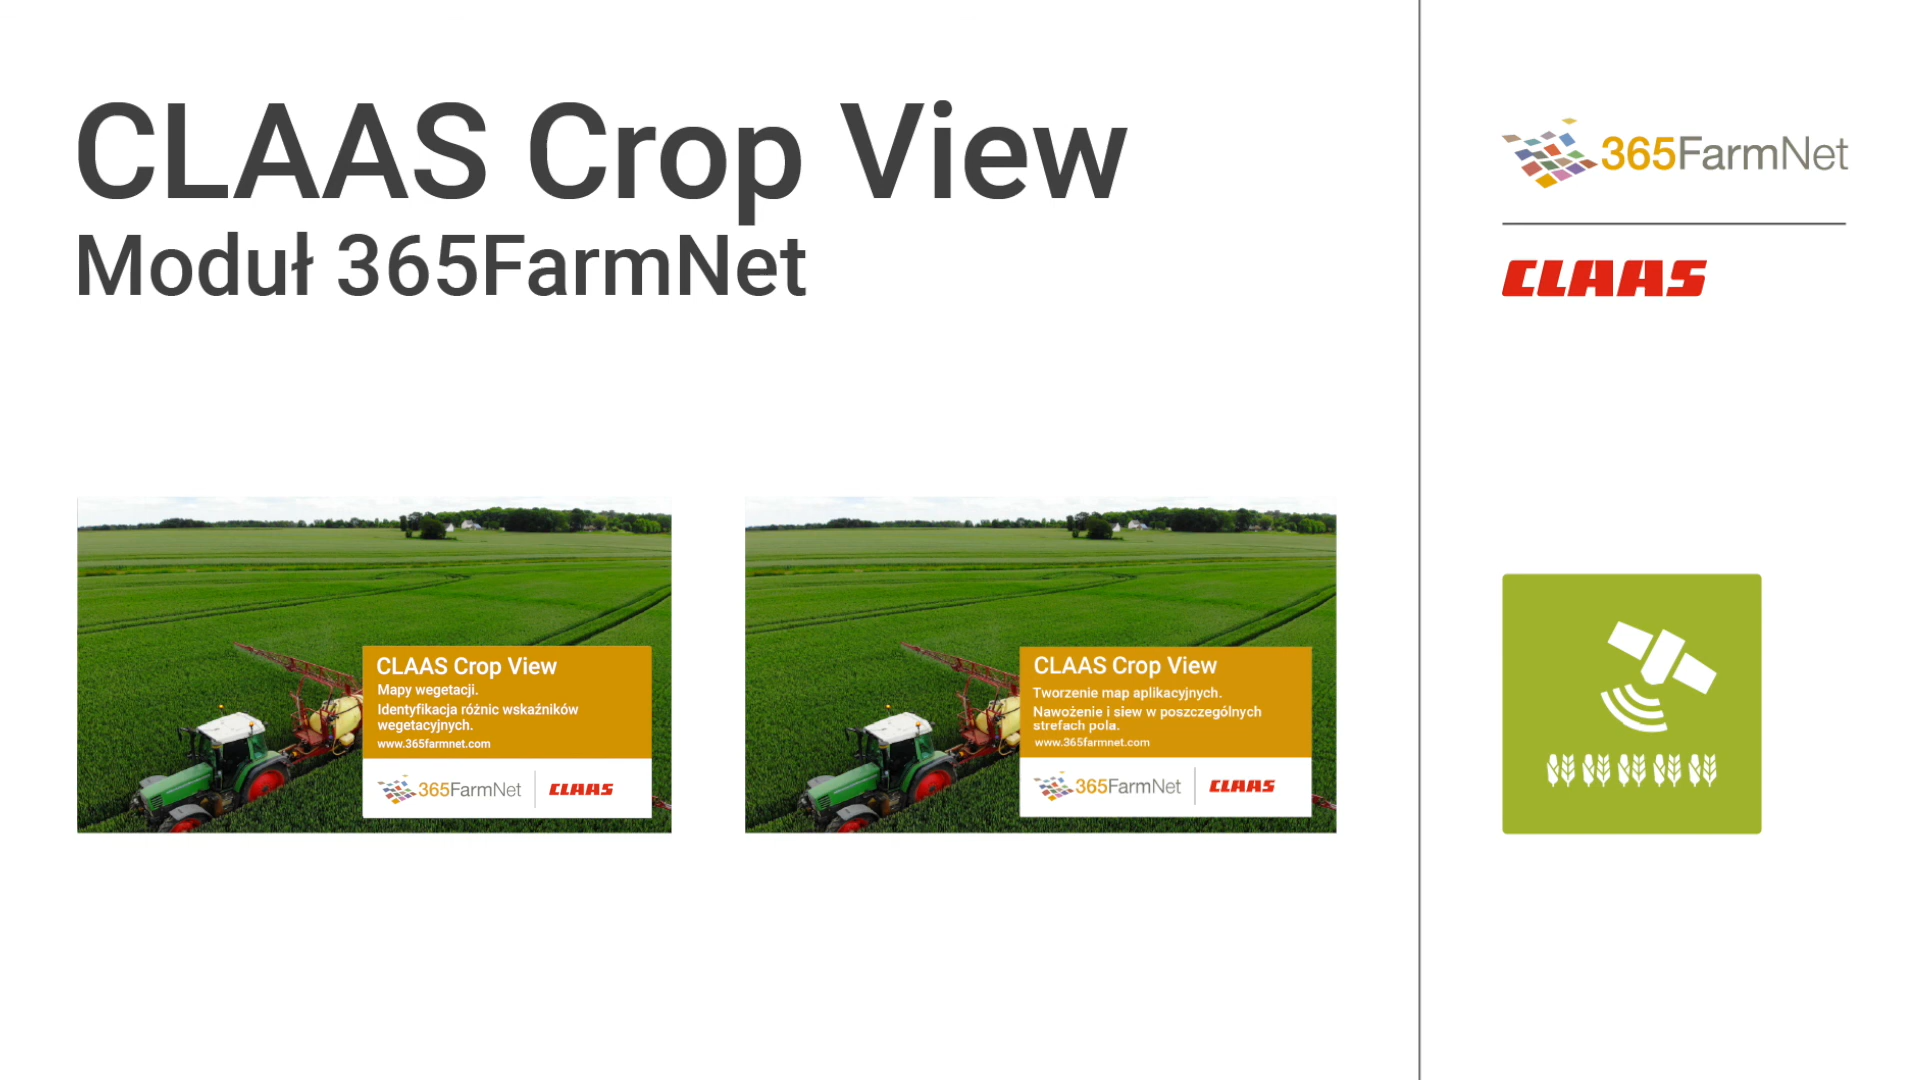 CLAAS Crop View
Moduł 365FarmNet
365FarmNet
CLAAS
CLAAS Crop View
Mapy wegetacji.
Identyfikacja różnic wskaźników
wegetacyjnych.
www.365farmnet.com
365FarmNet
CLAAS
CLAAS Crop View
Tworzenie map aplikacyjnych.
Nawożenie i siew w poszczególnych
strefach pola.
www.365farmnet.com
365FarmNet
CLAAS